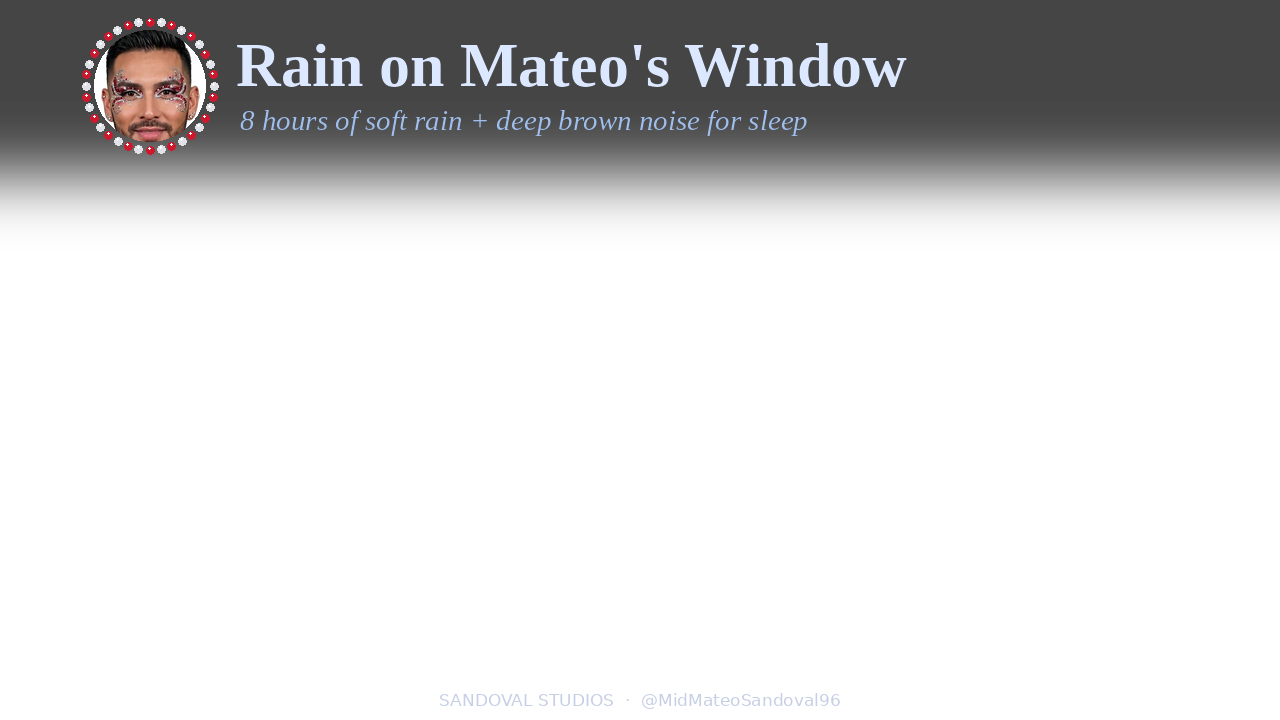 Rain on Mateo's Window
8 hours of soft rain + deep brown noise for sleep
SANDOVAL STUDIOS · @MidMateoSandoval96